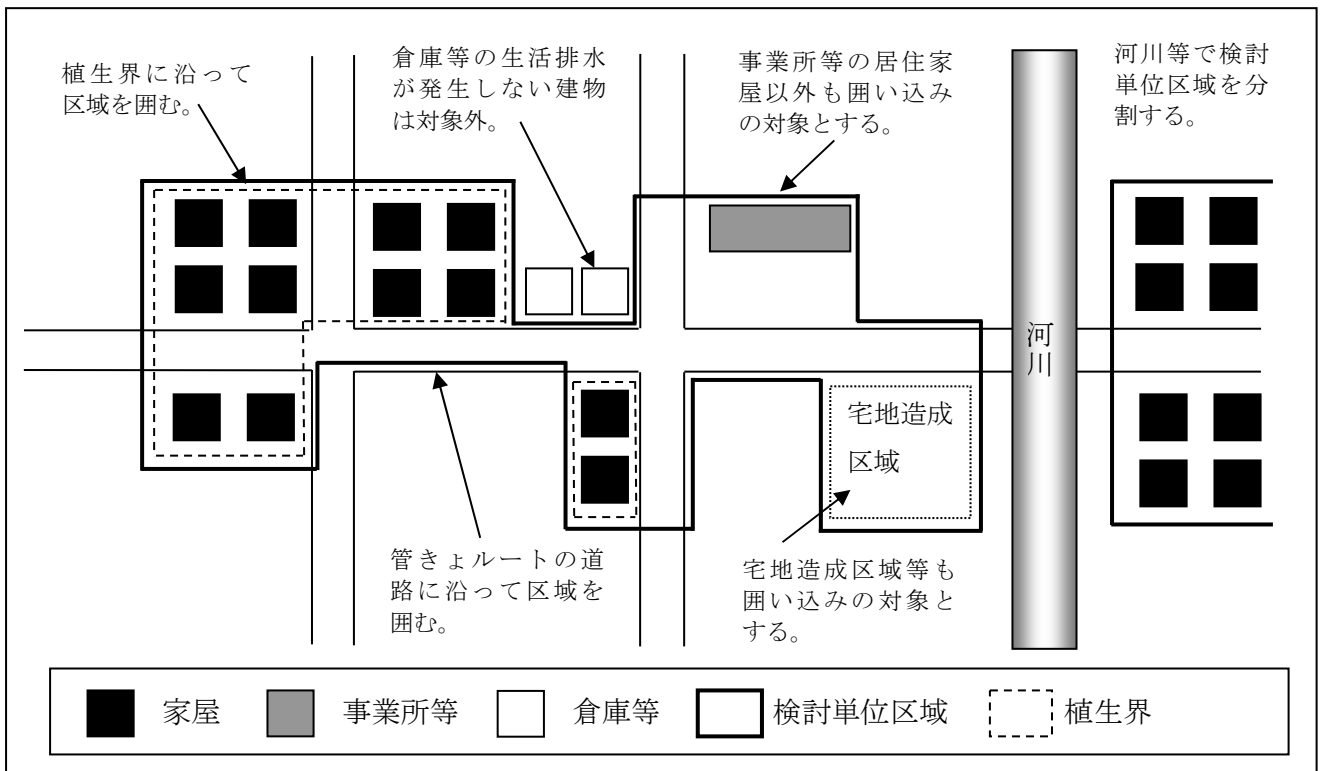 植生界に沿って
区域を囲む。
倉庫等の生活排水
が発生しない建物
は対象外。
事業所等の居住家
屋以外も囲い込み
の対象とする。
河川等で検討
単位区域を分
割する。
河川
宅地造成
区域
管きょルートの道
路に沿って区域を
囲む。
宅地造成区域等も
囲い込みの対象と
する。
家屋
事業所等
倉庫等
検討単位区域
植生界